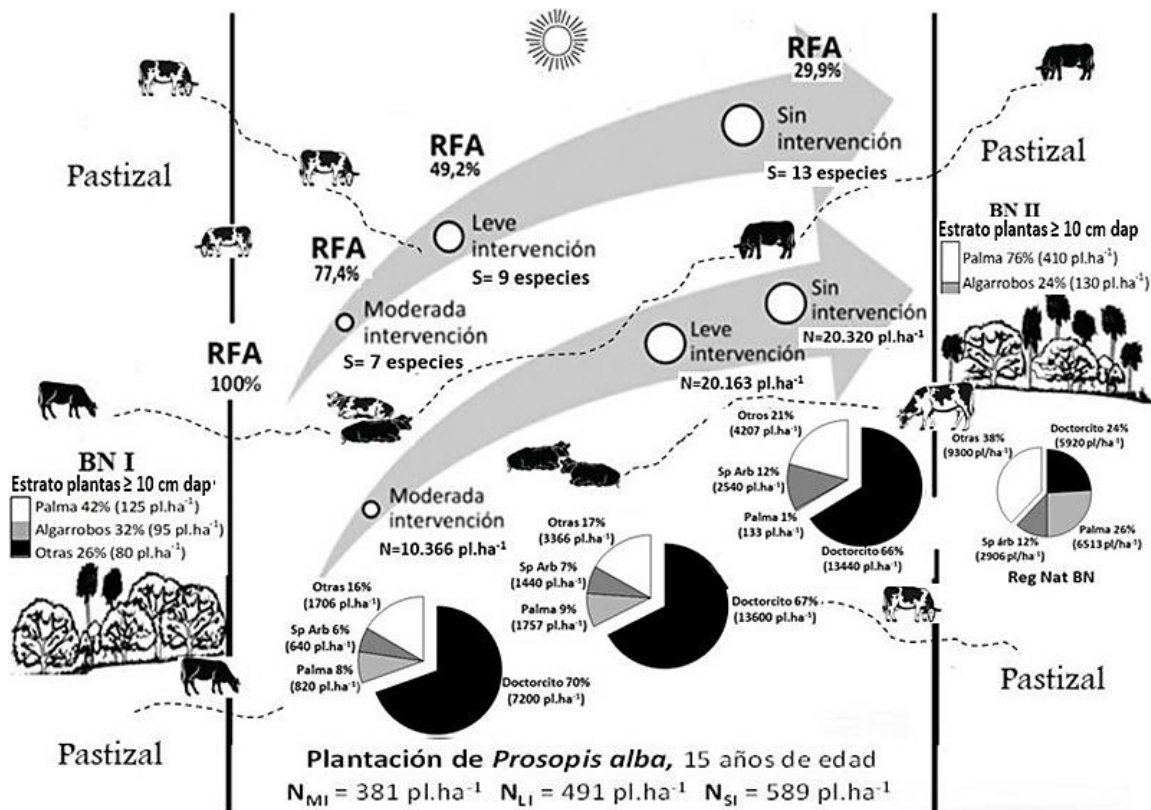 RFA
29,9%
Sin
intervención
S= 13 especies
RFA
49,2%
Leve
intervención
S= 9 especies
RFA
77,4%
Moderada
intervención
S= 7 especies
RFA
100%
Pastizal
Pastizal
BN II
Estrato plantas ≥ 10 cm dap
Palma 76% (410 pl.ha⁻¹)
Algarrobos 24% (130 pl.ha⁻¹)
Sin
intervención
N=20.320 pl.ha⁻¹
Leve
intervención
N=20.163 pl.ha⁻¹
Moderada
intervención
N=10.366 pl.ha⁻¹
BN I
Estrato plantas ≥ 10 cm dap
Palma 42% (125 pl.ha⁻¹)
Algarrobos 32% (95 pl.ha⁻¹)
Otras 26% (80 pl.ha⁻¹)
Otros 21%
(4207 pl.ha⁻¹)
Sp Arb 12%
(2540 pl.ha⁻¹)
Palma 1%
(133 pl.ha⁻¹)
Doctorcito 66%
(13440 pl.ha⁻¹)
Otras 38%
(9300 pl/ha⁻¹)
Doctorcito 24%
(5920 pl/ha⁻¹)
Sp Árb 12%
(2906 pl/ha⁻¹)
Palma 26%
(6513 pl/ha⁻¹)
Reg Nat BN
Otras 17%
(3366 pl.ha⁻¹)
Sp Arb 7%
(1440 pl.ha⁻¹)
Palma 9%
(1757 pl.ha⁻¹)
Doctorcito 67%
(13600 pl.ha⁻¹)
Otras 16%
(1706 pl.ha⁻¹)
Sp Arb 6%
(640 pl.ha⁻¹)
Palma 8%
(820 pl.ha⁻¹)
Doctorcito 70%
(7200 pl.ha⁻¹)
Pastizal
Pastizal
Plantación de Prosopis alba, 15 años de edad
N_MI = 381 pl.ha⁻¹ N_LI = 491 pl.ha⁻¹ N_SI = 589 pl.ha⁻¹